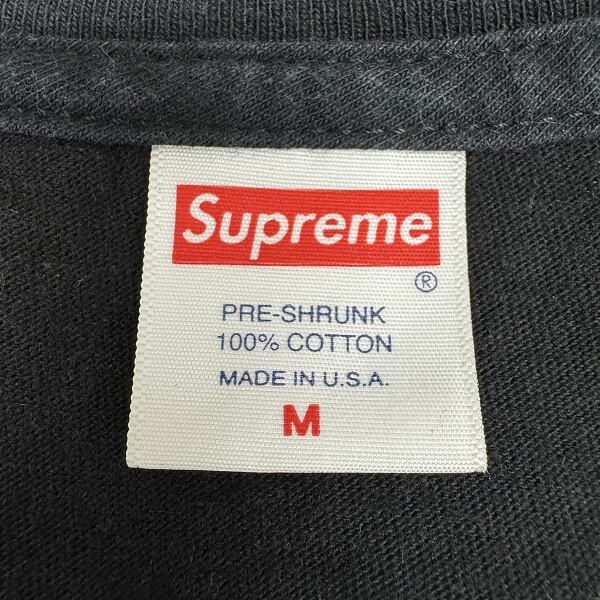 Supreme
®
PRE-SHRUNK
100% COTTON
MADE IN U.S.A.
M